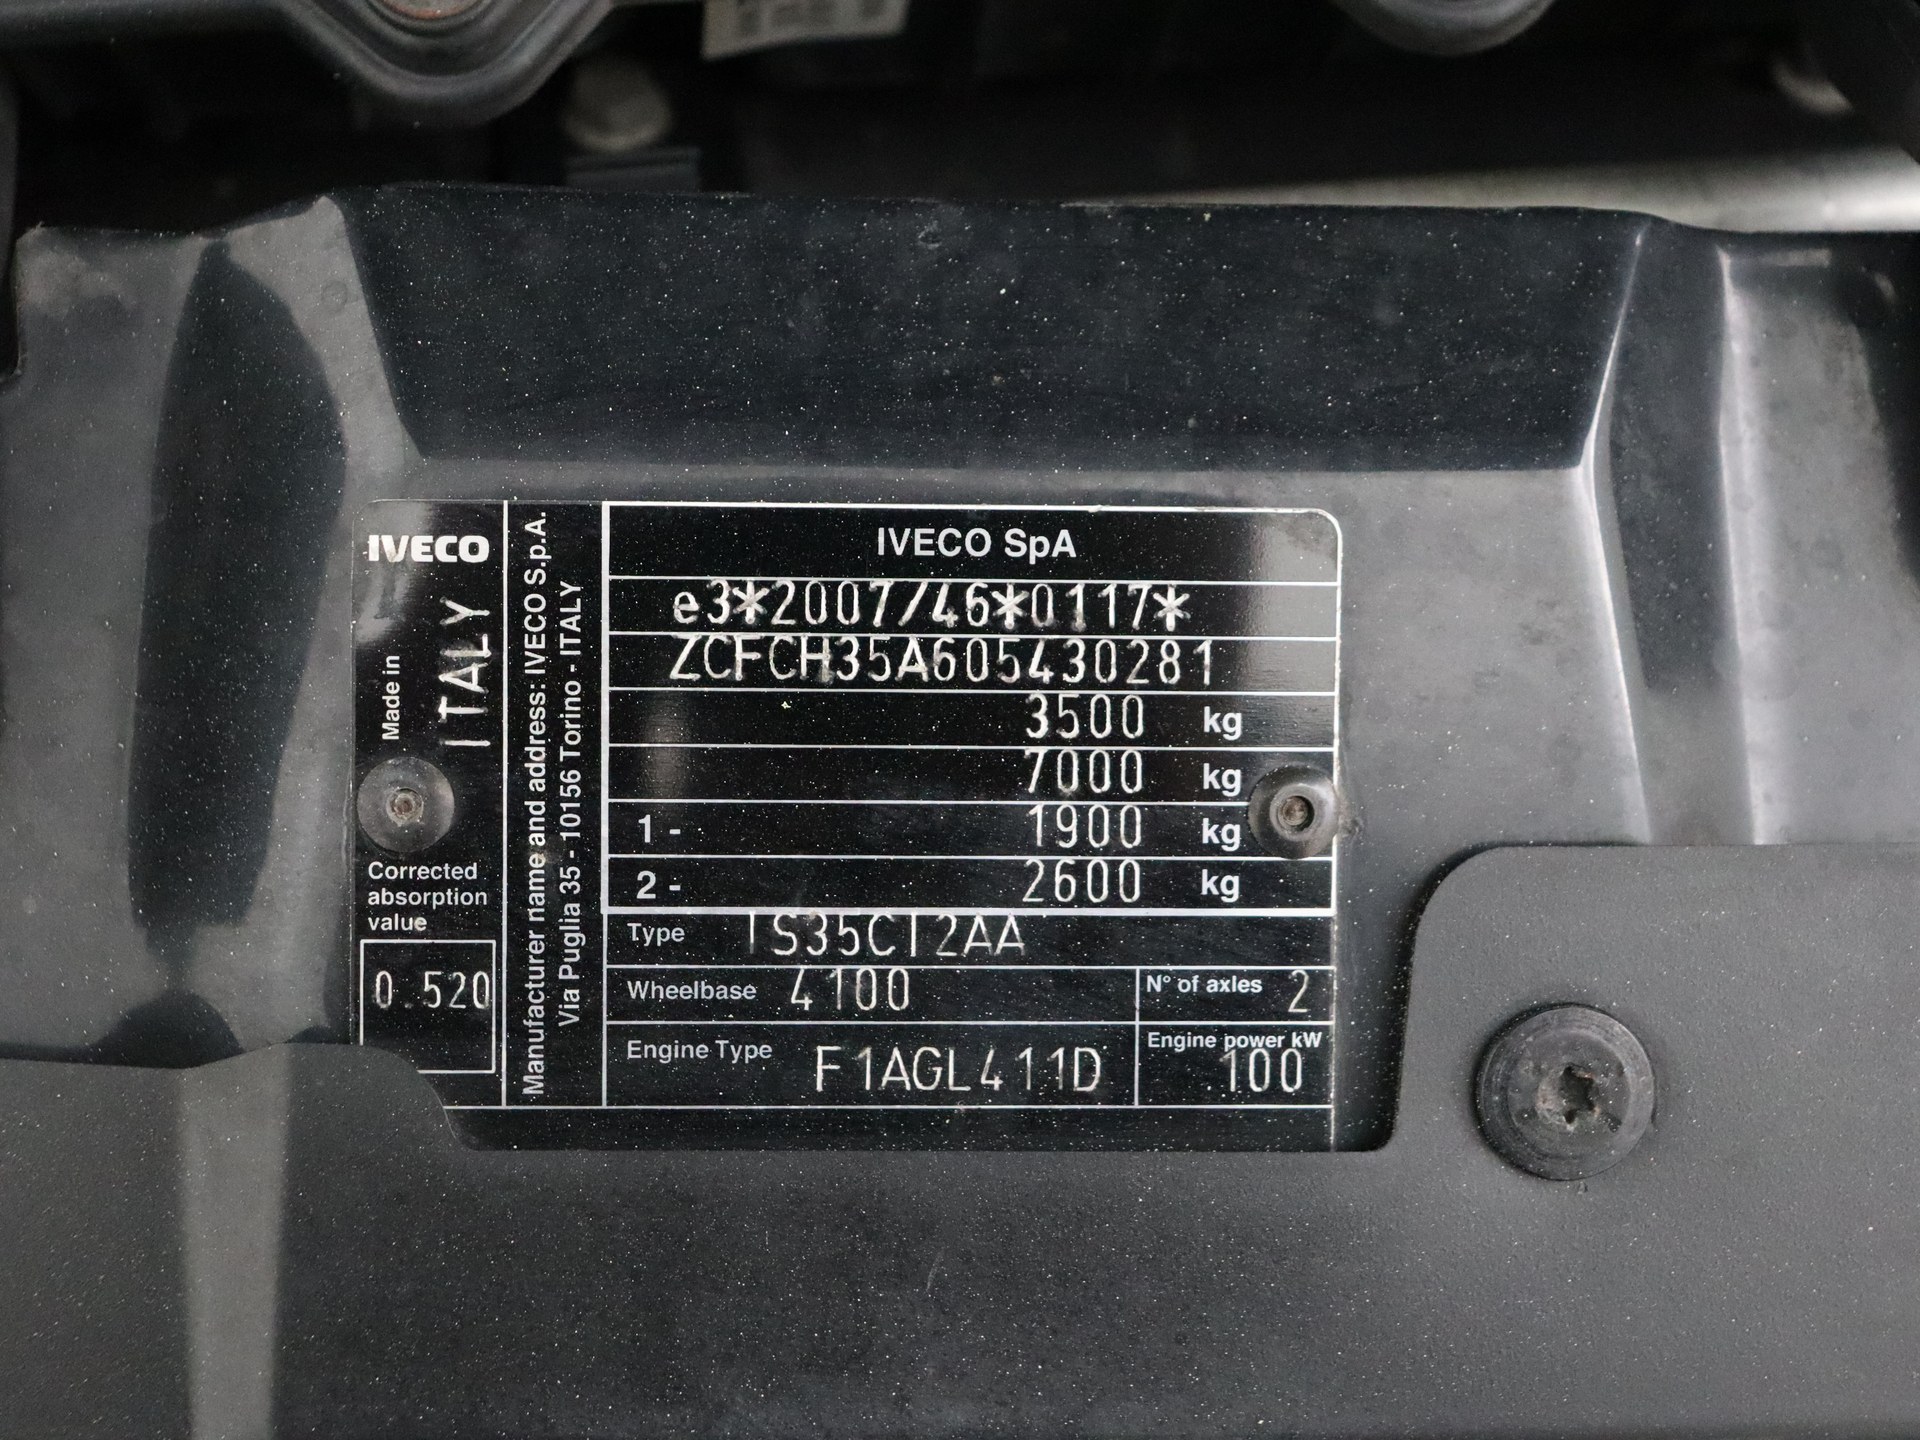 IVECO
Made in ITALY
Corrected
absorption
value
0.520
Manufacturer name and address: IVECO S.p.A.
Via Puglia 35 - 10156 Torino - ITALY
IVECO SpA
e3*2007/46*0117*
ZCFCH35A605430281
3500 kg
7000 kg
1 - 1900 kg
2 - 2600 kg
Type IS35CI2AA
Wheelbase 4100 N° of axles 2
Engine Type F1AGL411D Engine power kW 100